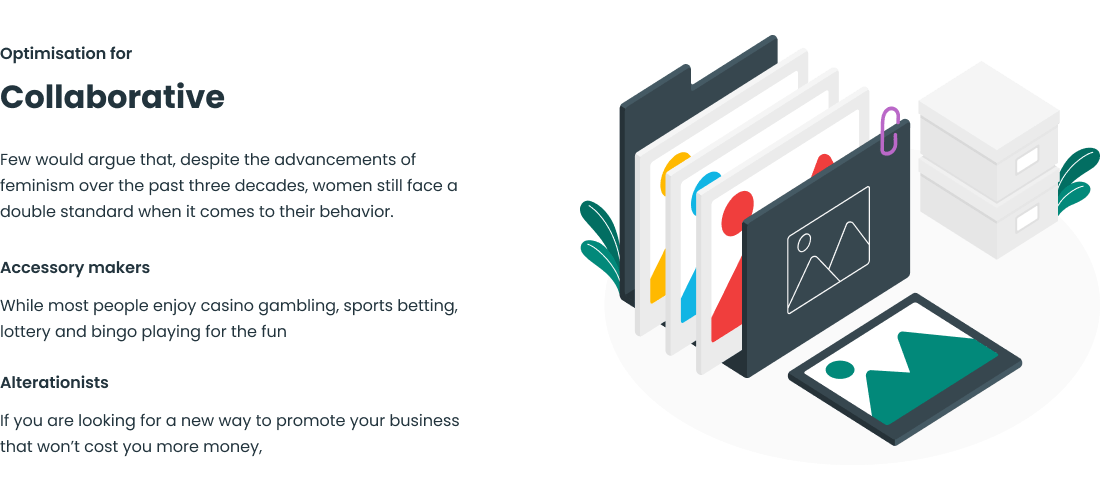 Optimisation for
Collaborative
Few would argue that, despite the advancements of
feminism over the past three decades, women still face a
double standard when it comes to their behavior.
Accessory makers
While most people enjoy casino gambling, sports betting,
lottery and bingo playing for the fun
Alterationists
If you are looking for a new way to promote your business
that won’t cost you more money,